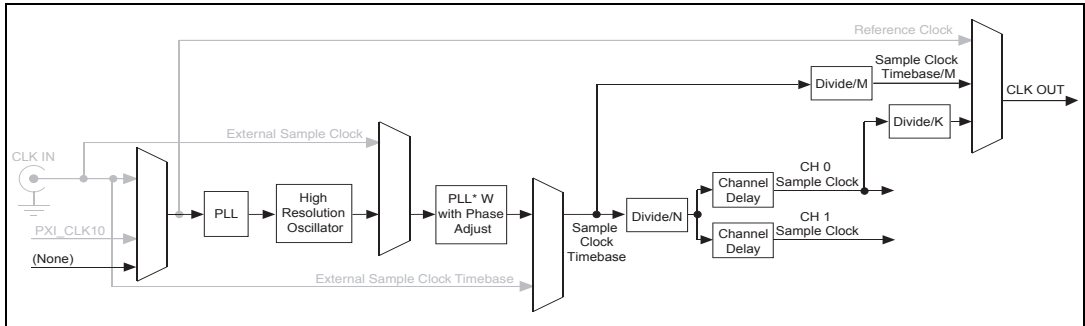 Reference Clock
Sample Clock
Timebase/M
Divide/M
CLK OUT
External Sample Clock
Divide/K
CLK IN
CH 0
Sample Clock
Channel
Delay
PLL
High
Resolution
Oscillator
PLL* W
with Phase
Adjust
Divide/N
Sample
Clock
Timebase
CH 1
Sample Clock
Channel
Delay
PXI_CLK10
(None)
External Sample Clock Timebase